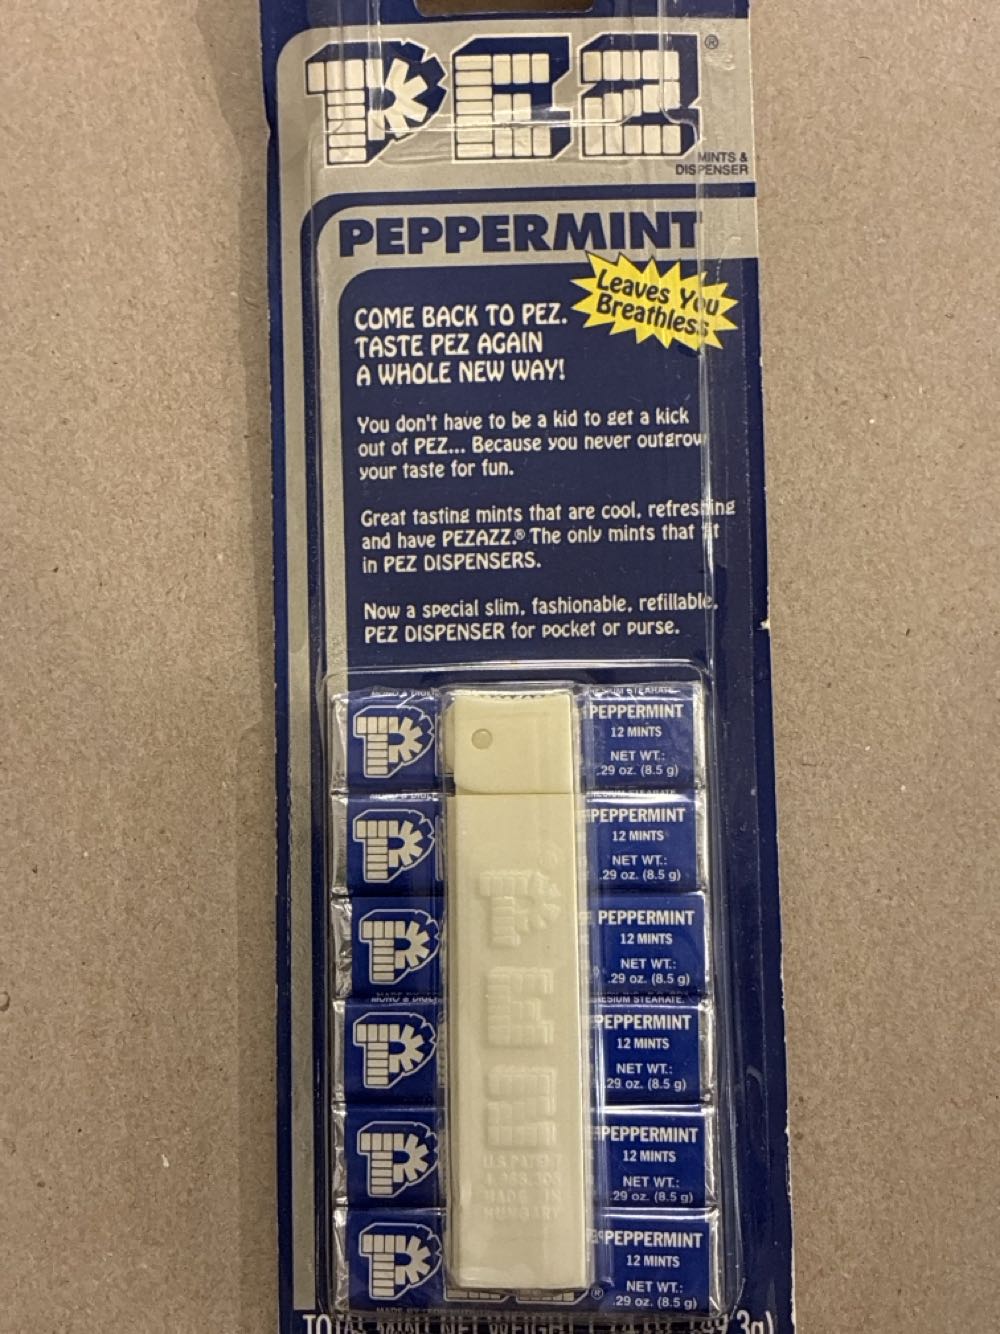 PEZ®
MINTS &
DISPENSER
PEPPERMINT
Leaves You
Breathless
COME BACK TO PEZ.
TASTE PEZ AGAIN
A WHOLE NEW WAY!
You don't have to be a kid to get a kick
out of PEZ... Because you never outgrow
your taste for fun.
Great tasting mints that are cool, refreshing
and have PEZAZZ.® The only mints that fit
in PEZ DISPENSERS.
Now a special slim, fashionable, refillable,
PEZ DISPENSER for pocket or purse.
P
PEPPERMINT
12 MINTS
NET WT.:
.29 oz. (8.5 g)
P
PEPPERMINT
12 MINTS
NET WT.:
.29 oz. (8.5 g)
P
PEPPERMINT
12 MINTS
NET WT.:
.29 oz. (8.5 g)
P
PEPPERMINT
12 MINTS
NET WT.:
.29 oz. (8.5 g)
P
PEPPERMINT
12 MINTS
NET WT.:
.29 oz. (8.5 g)
P
PEPPERMINT
12 MINTS
NET WT.:
.29 oz. (8.5 g)
PEZ
U.S. PATENT
MADE IN
HUNGARY
TOTAL MINT NET WEIGHT